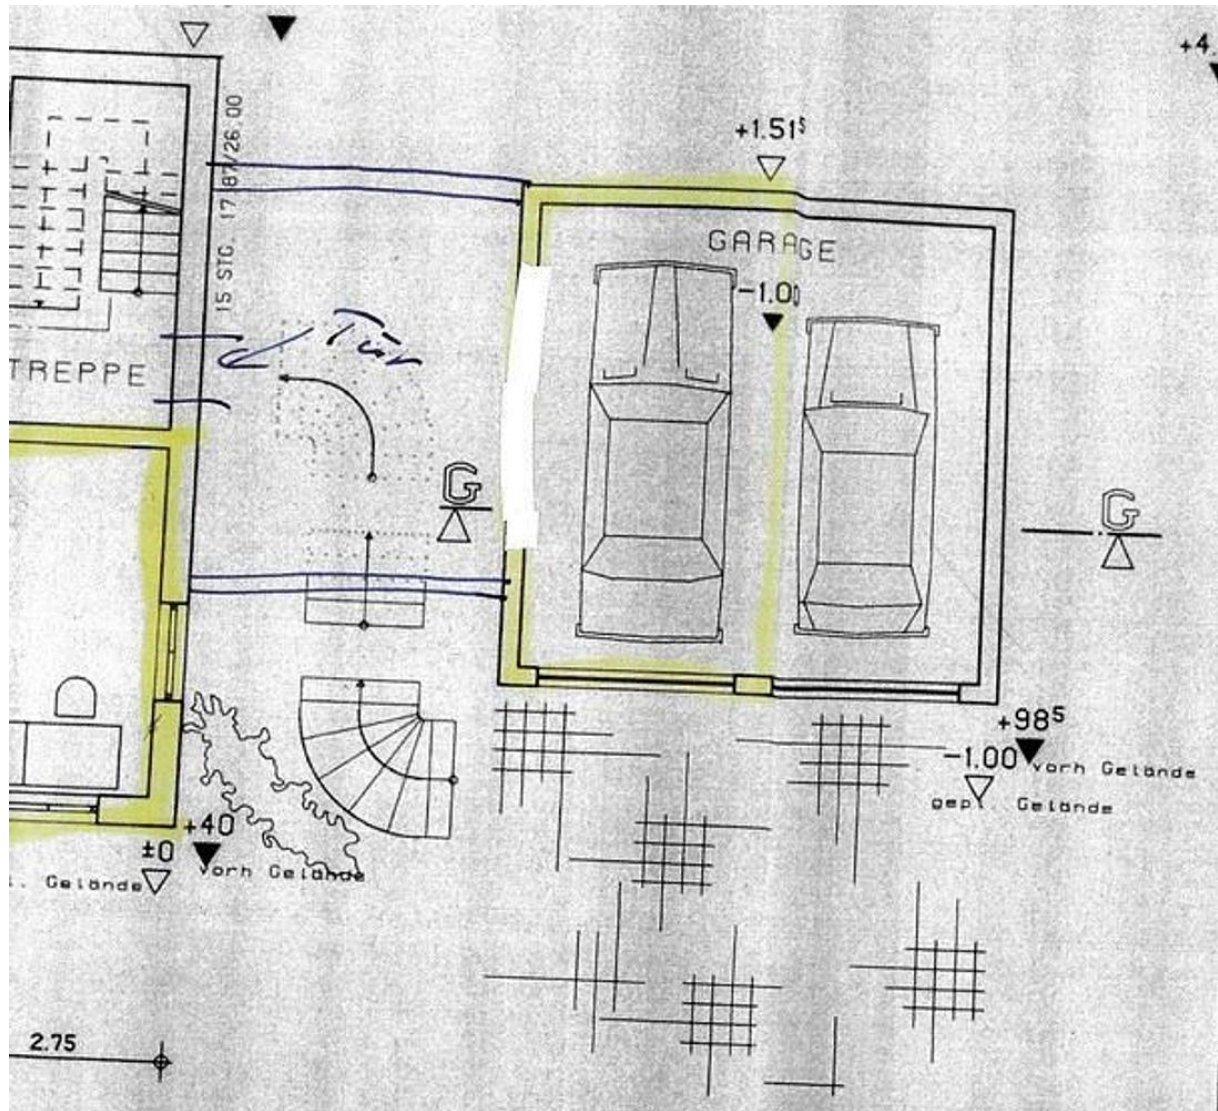 +4.
+1.51⁵
15 STG. 17.87/26.00
GARAGE
-1.00
Tür
TREPPE
G
G
+98⁵
-1.00
vorh Gelände
gepl. Gelände
+40
±0
vorh Gelände
. Gelände
2.75